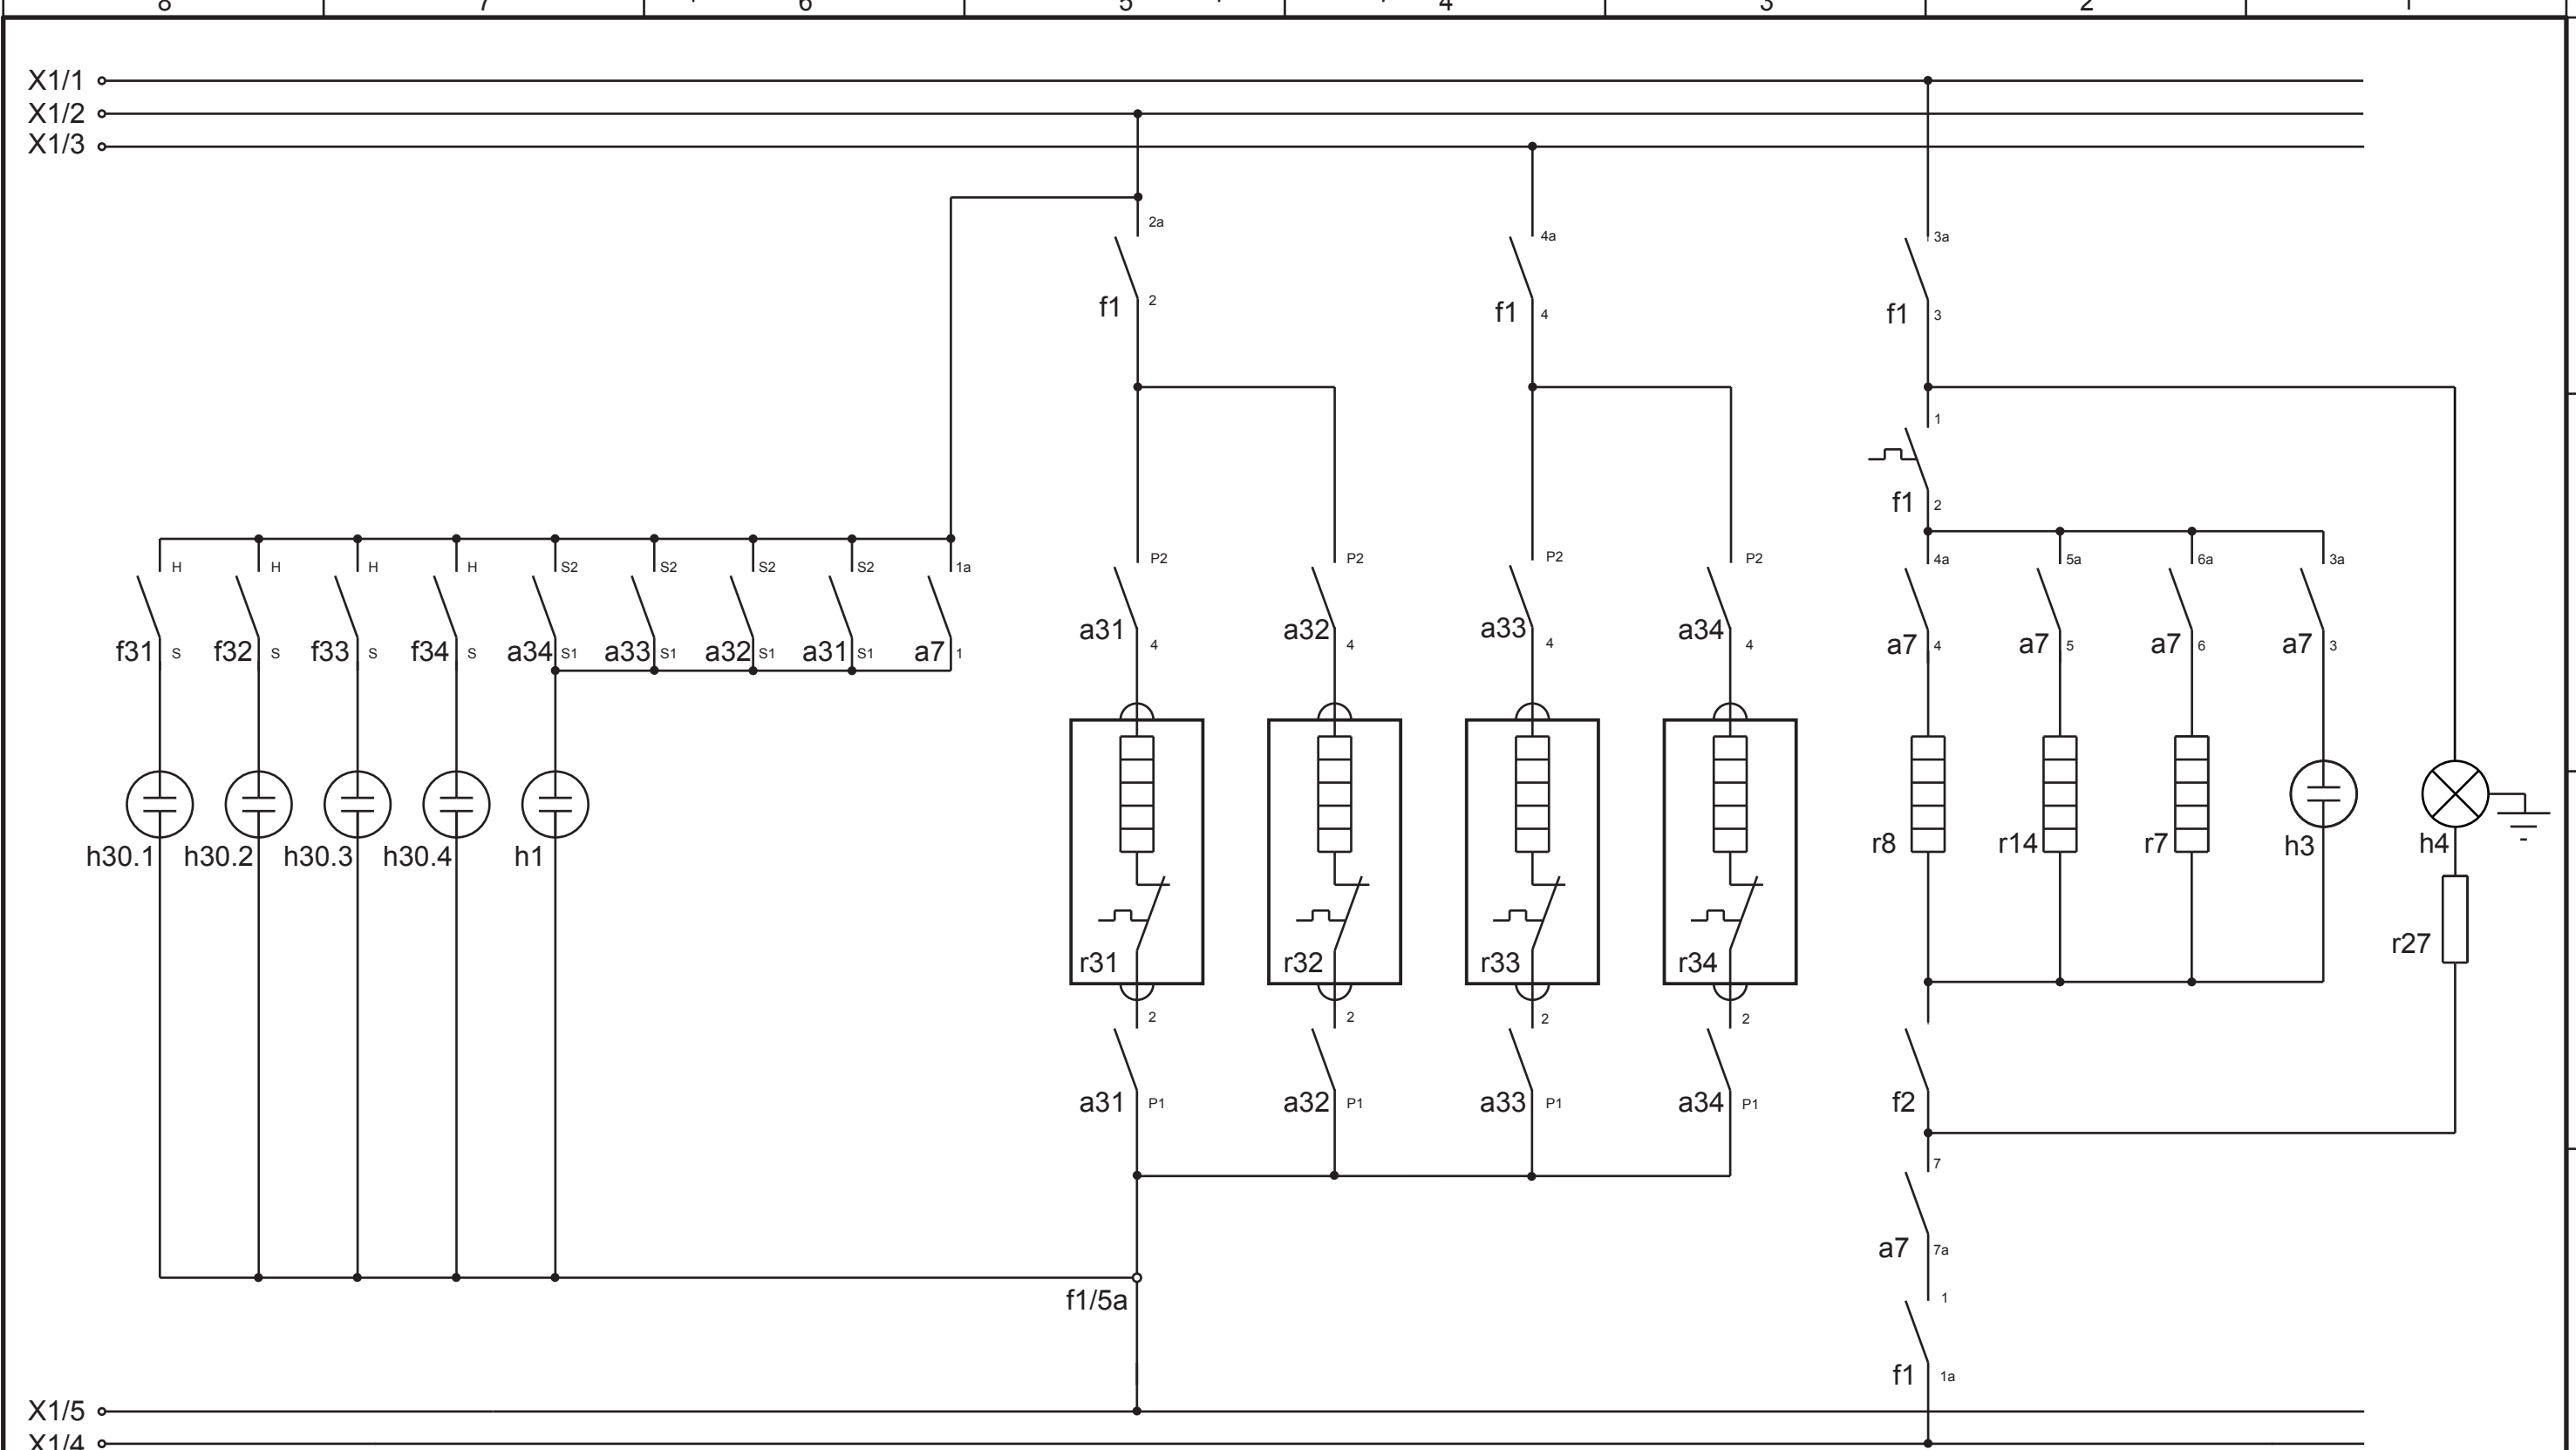 8 7 6 5 4 3 2
X1/1
X1/2
X1/3
2a 4a 3a
f1 2 f1 4 f1 3
1
f1 2
H H H H S2 S2 S2 S2 1a P2 P2 P2 P2 4a 5a 6a 3a
f31 S f32 S f33 S f34 S a34 S1 a33 S1 a32 S1 a31 S1 a7 1 a31 4 a32 4 a33 4 a34 4 a7 4 a7 5 a7 6 a7 3
h30.1 h30.2 h30.3 h30.4 h1 r8 r14 r7 h3 h4
r31 r32 r33 r34 r27
2 2 2 2
a31 P1 a32 P1 a33 P1 a34 P1 f2
7
a7 7a
f1/5a 1
f1 1a
X1/5
X1/4